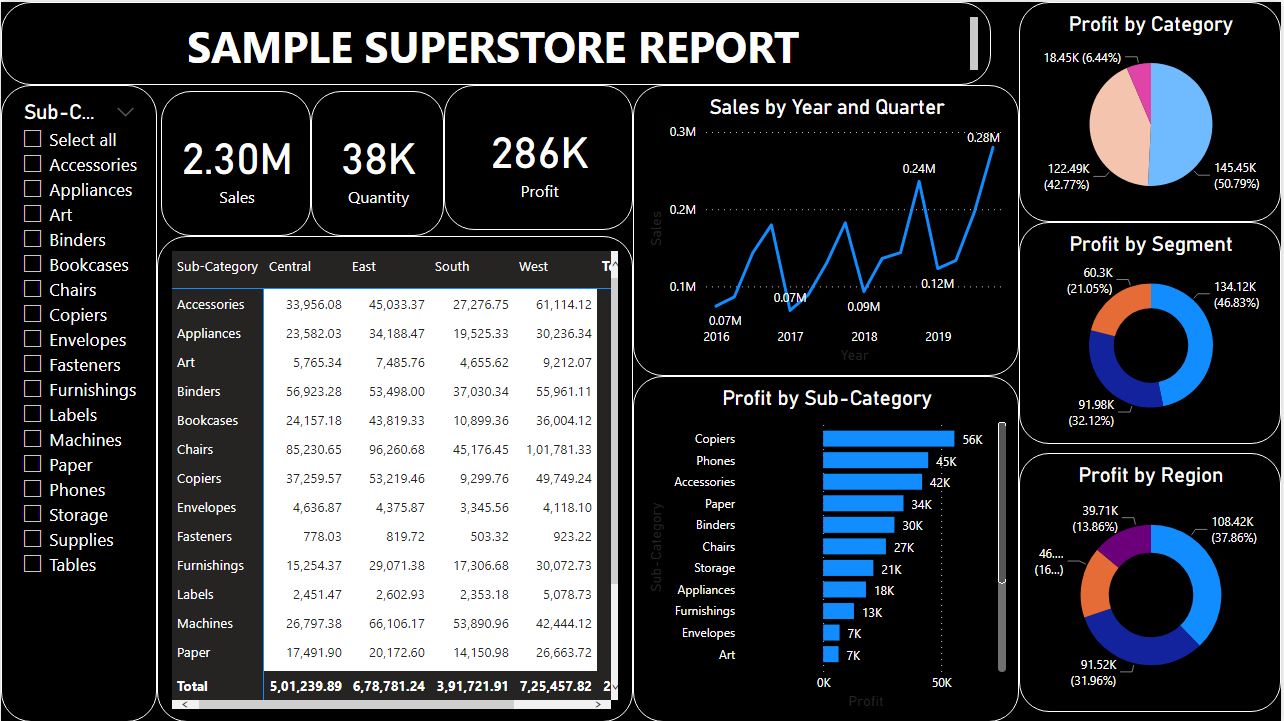 SAMPLE SUPERSTORE REPORT
Sub-C...
Select all
Accessories
Appliances
Art
Binders
Bookcases
Chairs
Copiers
Envelopes
Fasteners
Furnishings
Labels
Machines
Paper
Phones
Storage
Supplies
Tables
2.30M
Sales
38K
Quantity
286K
Profit
Sub-Category Central East South West
Accessories 33,956.08 45,033.37 27,276.75 61,114.12
Appliances 23,582.03 34,188.47 19,525.33 30,236.34
Art 5,765.34 7,485.76 4,655.62 9,212.07
Binders 56,923.28 53,498.00 37,030.34 55,961.11
Bookcases 24,157.18 43,819.33 10,899.36 36,004.12
Chairs 85,230.65 96,260.68 45,176.45 1,01,781.33
Copiers 37,259.57 53,219.46 9,299.76 49,749.24
Envelopes 4,636.87 4,375.87 3,345.56 4,118.10
Fasteners 778.03 819.72 503.32 923.22
Furnishings 15,254.37 29,071.38 17,306.68 30,072.73
Labels 2,451.47 2,602.93 2,353.18 5,078.73
Machines 26,797.38 66,106.17 53,890.96 42,444.12
Paper 17,491.90 20,172.60 14,150.98 26,663.72
Total 5,01,239.89 6,78,781.24 3,91,721.91 7,25,457.82 2
Sales by Year and Quarter
Sales
0.3M
0.2M
0.1M
0.28M
0.24M
0.07M
0.12M
0.09M
0.07M
2016 2017 2018 2019
Year
Profit by Sub-Category
Sub-Category
Copiers 56K
Phones 45K
Accessories 42K
Paper 34K
Binders 30K
Chairs 27K
Storage 21K
Appliances 18K
Furnishings 13K
Envelopes 7K
Art 7K
0K 50K
Profit
Profit by Category
18.45K (6.44%)
122.49K
(42.77%)
145.45K
(50.79%)
Profit by Segment
60.3K
(21.05%)
134.12K
(46.83%)
91.98K
(32.12%)
Profit by Region
39.71K
(13.86%)
108.42K
(37.86%)
46....
(16...)
91.52K
(31.96%)